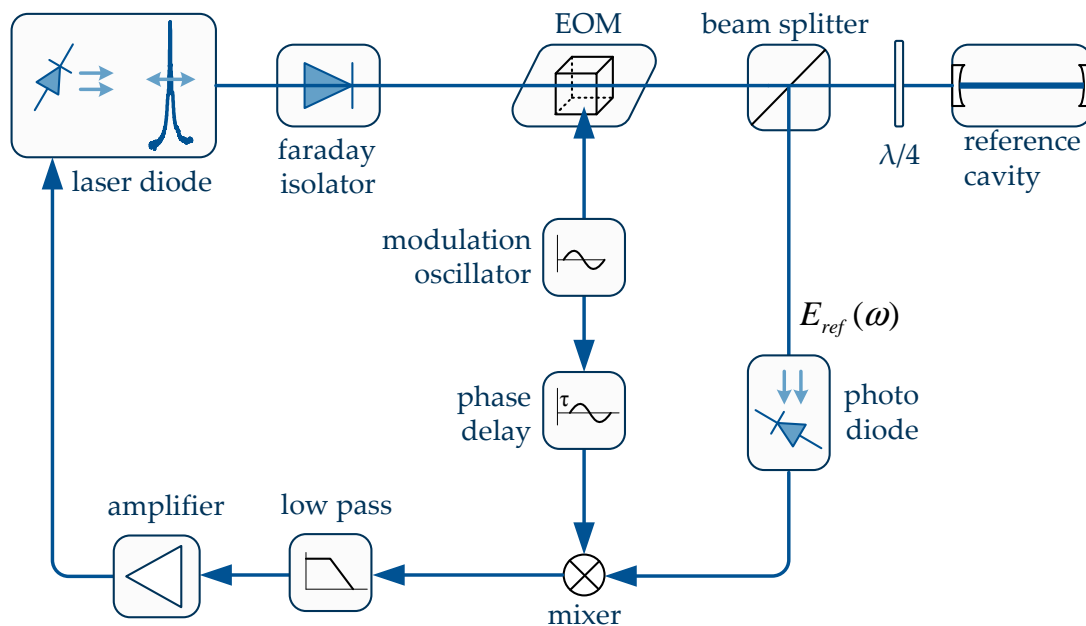 EOM
beam splitter
laser diode
faraday
isolator
λ/4
reference
cavity
modulation
oscillator
E_ref (ω)
phase
delay
τ
photo
diode
amplifier
low pass
mixer